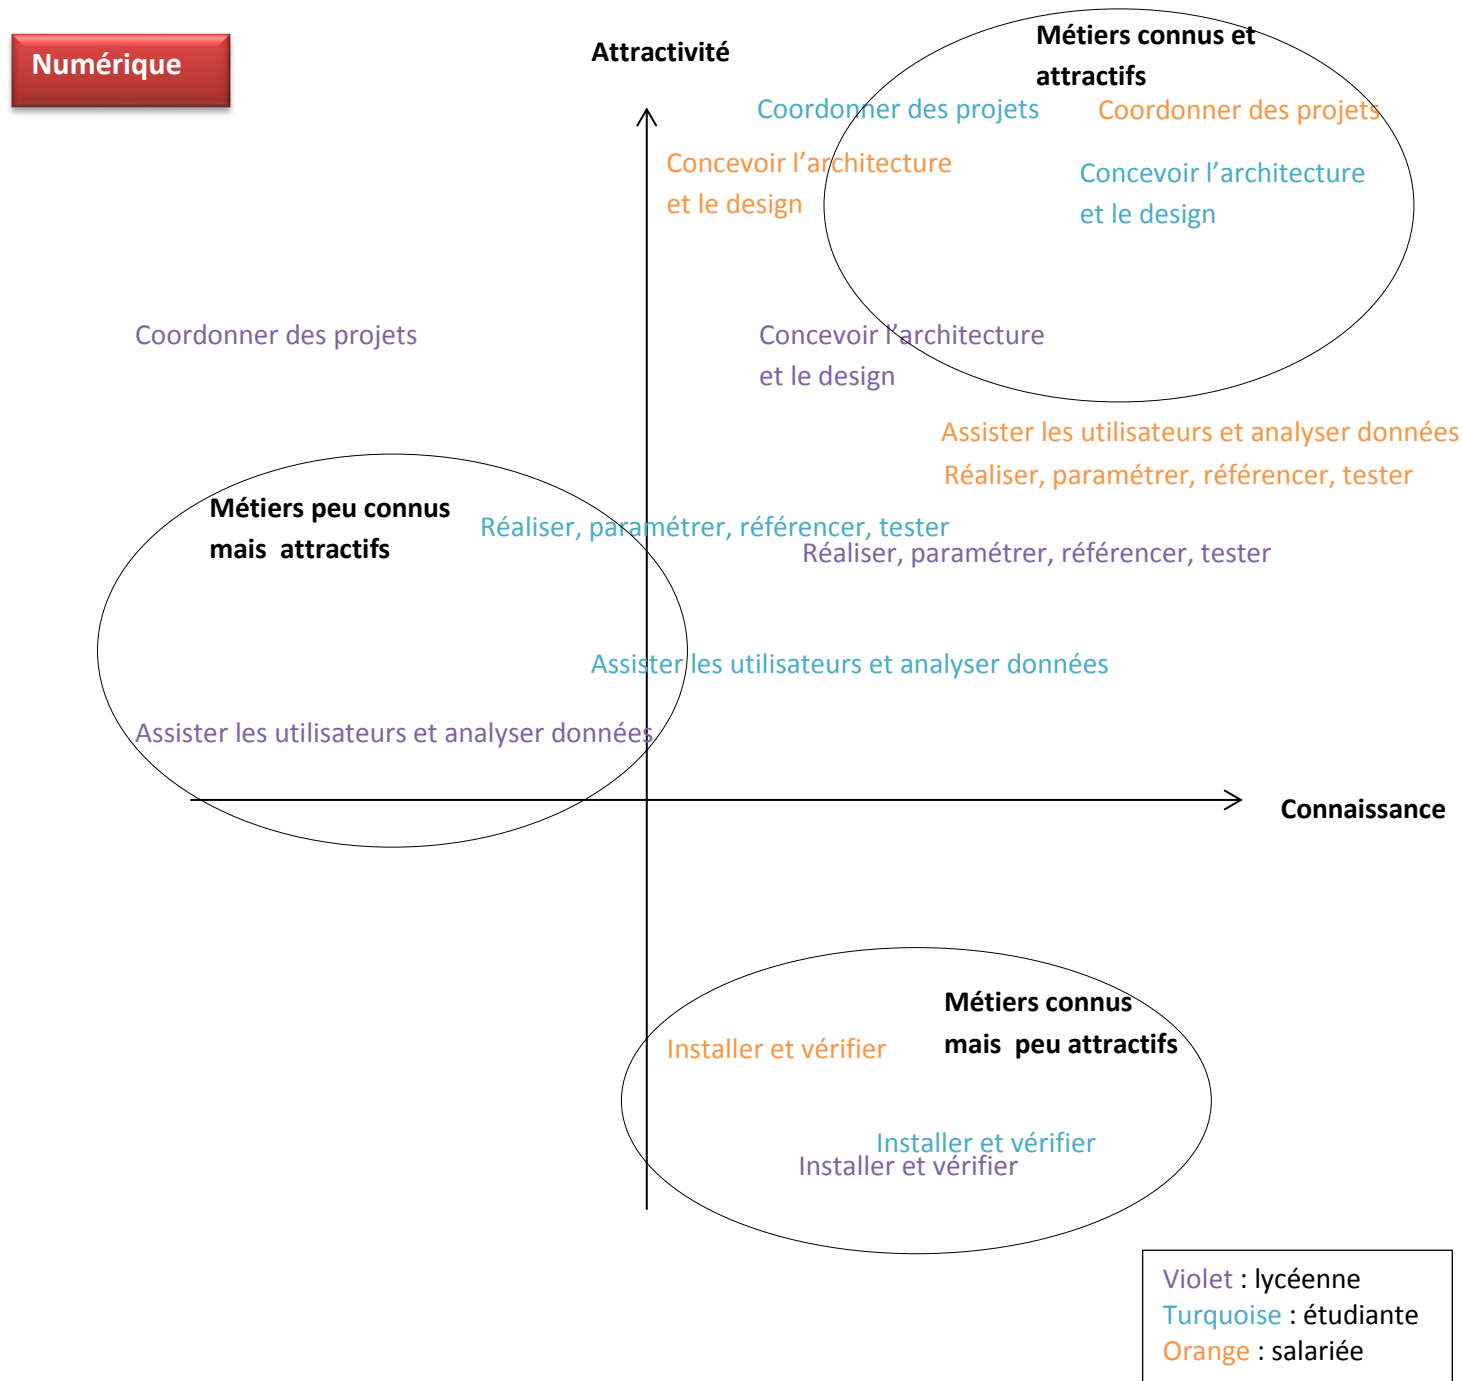 Numérique
Attractivité
Métiers connus et
attractifs
Coordonner des projets
Coordonner des projets
Concevoir l'architecture
et le design
Concevoir l'architecture
et le design
Coordonner des projets
Concevoir l'architecture
et le design
Assister les utilisateurs et analyser données
Réaliser, paramétrer, référencer, tester
Métiers peu connus
mais  attractifs
Réaliser, paramétrer, référencer, tester
Réaliser, paramétrer, référencer, tester
Assister les utilisateurs et analyser données
Assister les utilisateurs et analyser données
Connaissance
Métiers connus
mais  peu attractifs
Installer et vérifier
Installer et vérifier
Installer et vérifier
Violet : lycéenne
Turquoise : étudiante
Orange : salariée